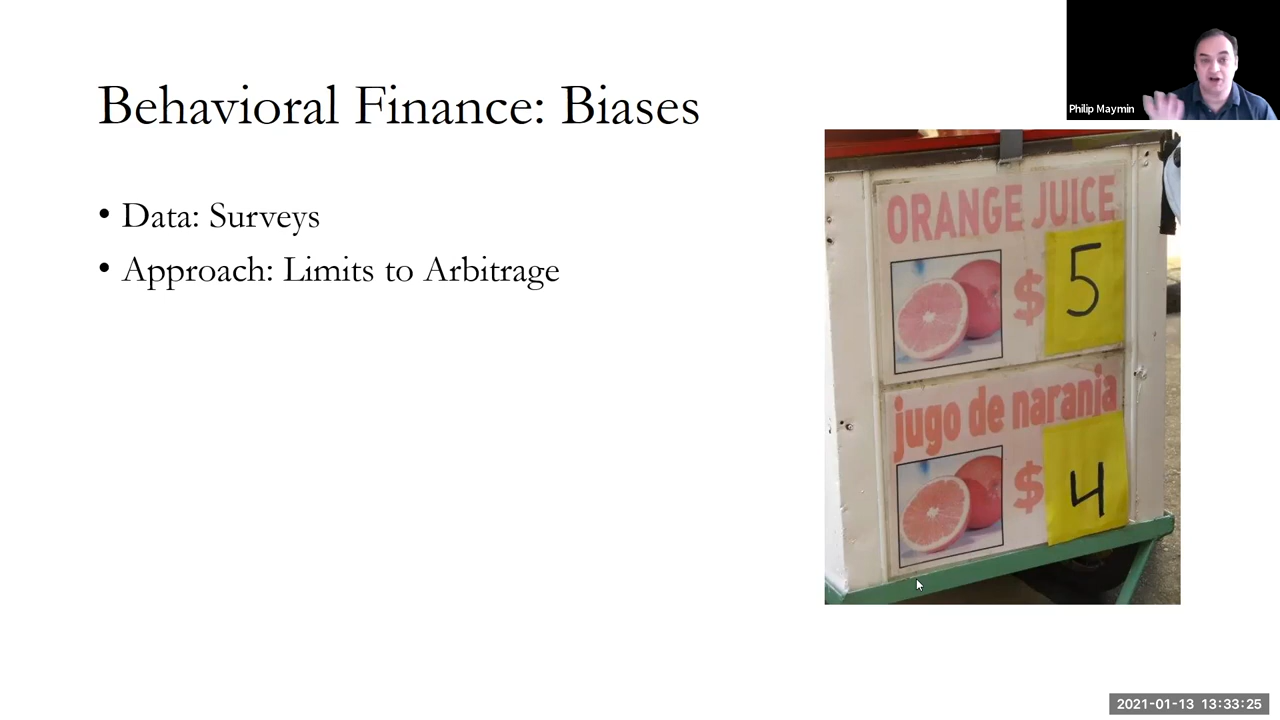 Behavioral Finance: Biases
• Data: Surveys
• Approach: Limits to Arbitrage
Philip Maymin
ORANGE JUICE
$ 5
jugo de naranja
$ 4
2021-01-13 13:33:25